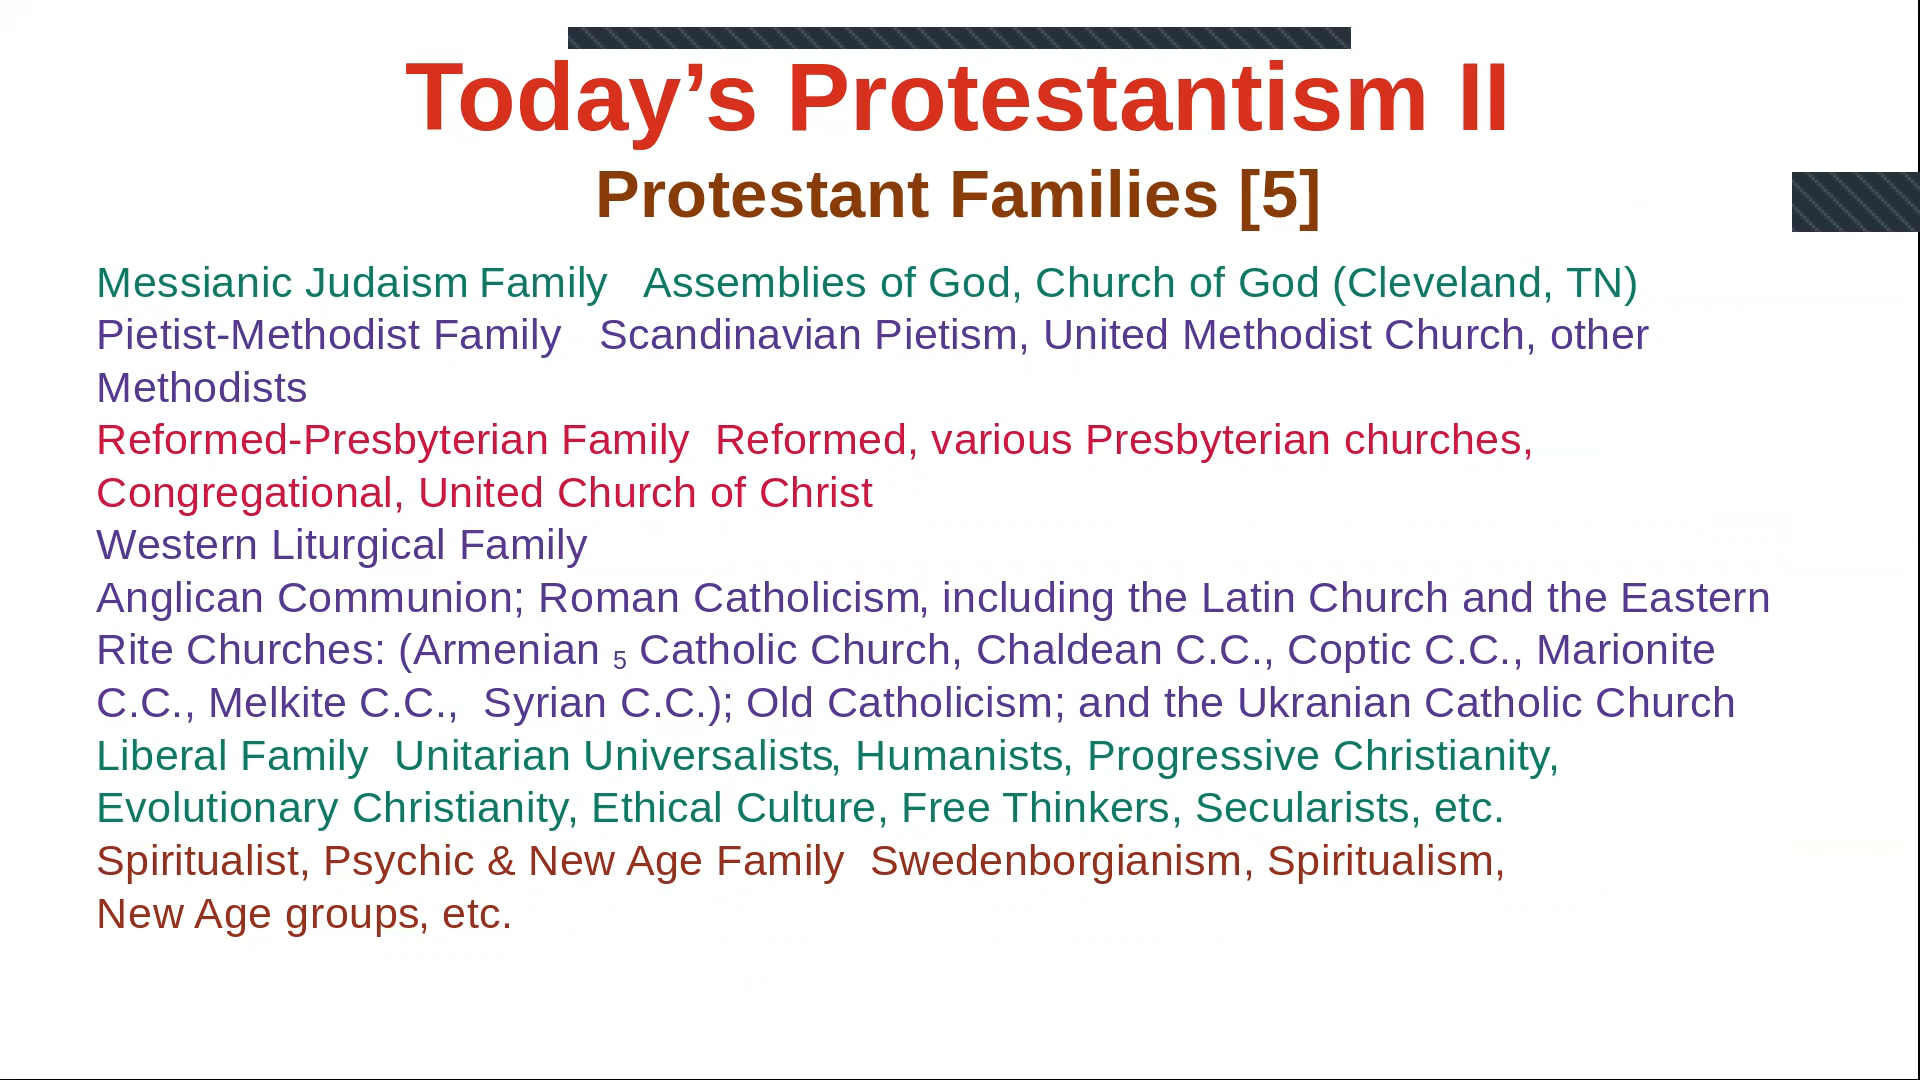 Today’s Protestantism II
Protestant Families [5]
Messianic Judaism Family   Assemblies of God, Church of God (Cleveland, TN)
Pietist-Methodist Family   Scandinavian Pietism, United Methodist Church, other
Methodists
Reformed-Presbyterian Family  Reformed, various Presbyterian churches,
Congregational, United Church of Christ
Western Liturgical Family
Anglican Communion; Roman Catholicism, including the Latin Church and the Eastern
Rite Churches: (Armenian 5 Catholic Church, Chaldean C.C., Coptic C.C., Marionite
C.C., Melkite C.C.,  Syrian C.C.); Old Catholicism; and the Ukranian Catholic Church
Liberal Family  Unitarian Universalists, Humanists, Progressive Christianity,
Evolutionary Christianity, Ethical Culture, Free Thinkers, Secularists, etc.
Spiritualist, Psychic & New Age Family  Swedenborgianism, Spiritualism,
New Age groups, etc.